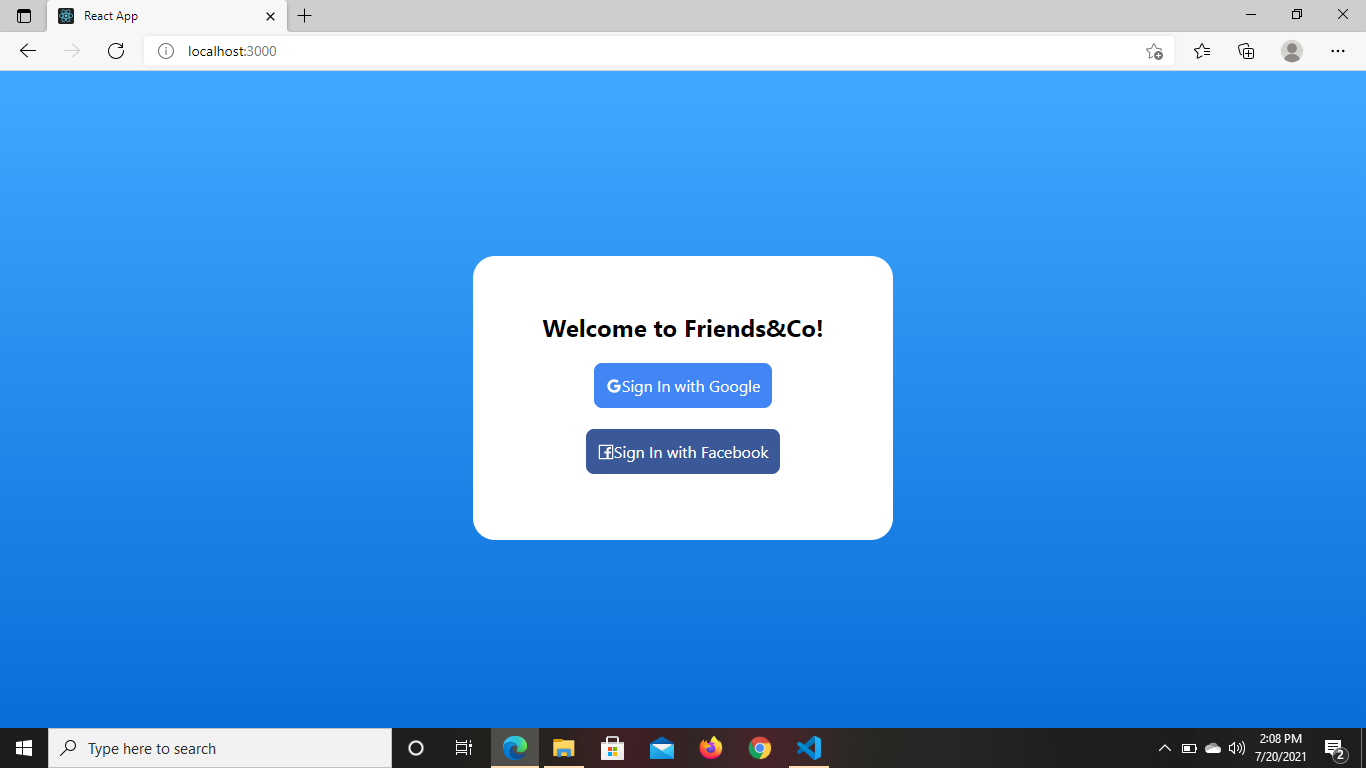 React App
localhost:3000
Welcome to Friends&Co!
Sign In with Google
Sign In with Facebook
Type here to search
2:08 PM
7/20/2021
2